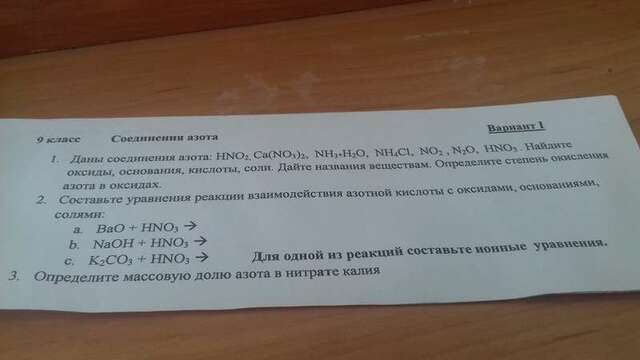 9 класс Соединения азота Вариант I
1. Даны соединения азота: HNO₂, Ca(NO₃)₂, NH₃•H₂O, NH₄Cl, NO₂, N₂O, HNO₃. Найдите
оксиды, основания, кислоты, соли. Дайте названия веществам. Определите степень окисления
азота в оксидах.
2. Составьте уравнения реакции взаимодействия азотной кислоты с оксидами, основаниями,
солями:
a. BaO + HNO₃ →
b. NaOH + HNO₃ →
c. K₂CO₃ + HNO₃ → Для одной из реакций составьте ионные уравнения.
3. Определите массовую долю азота в нитрате калия